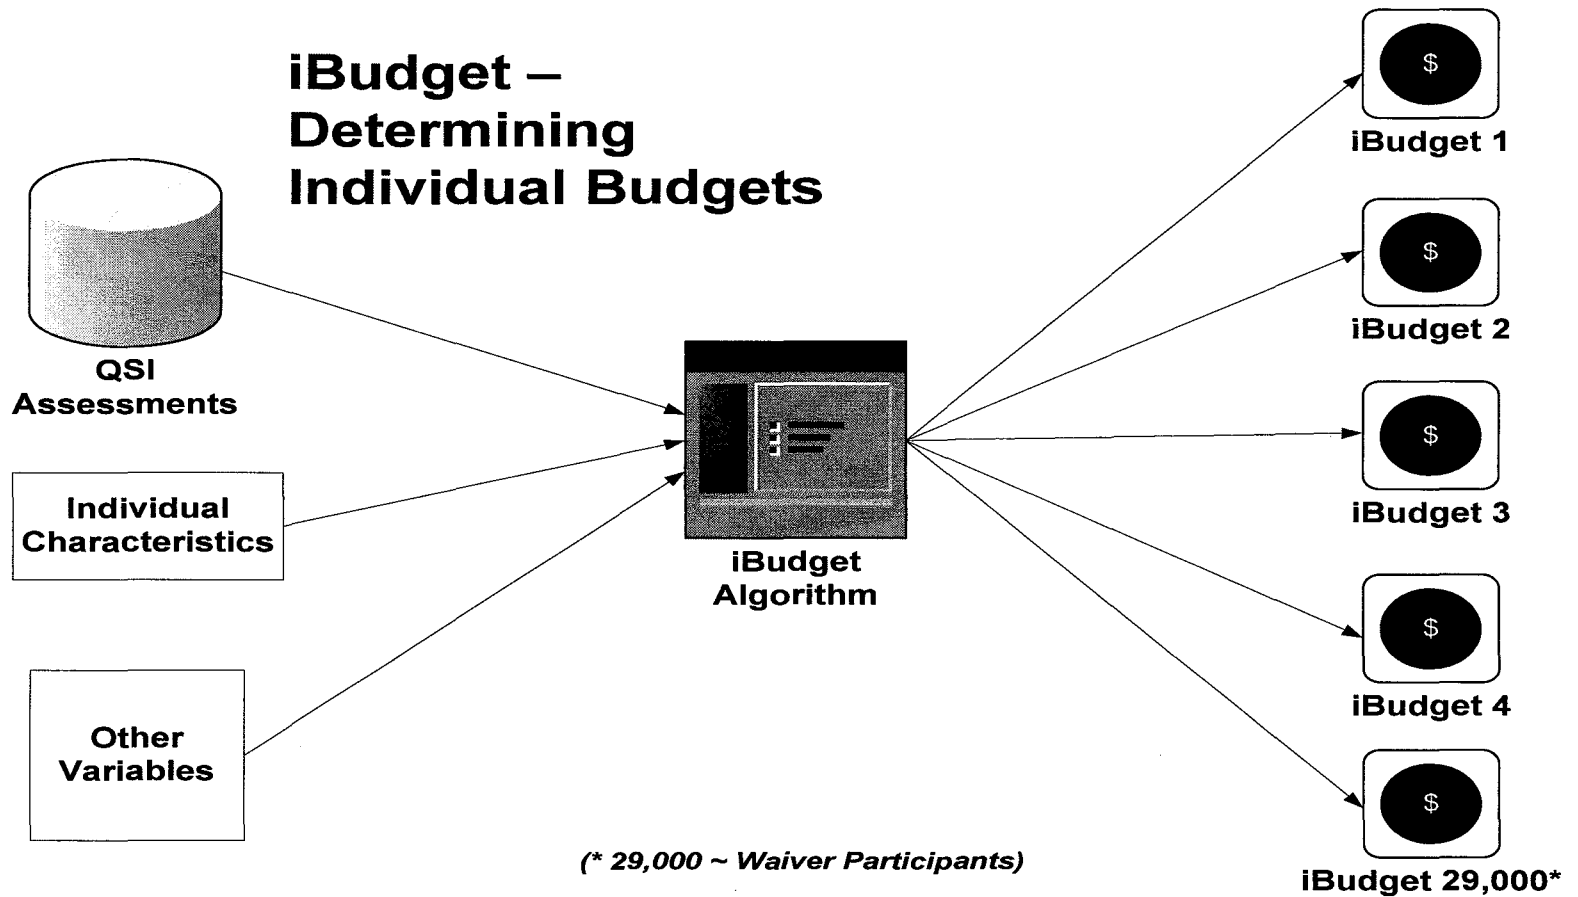 iBudget –
Determining
Individual Budgets
QSI
Assessments
Individual
Characteristics
Other
Variables
iBudget
Algorithm
$
iBudget 1
$
iBudget 2
$
iBudget 3
$
iBudget 4
$
iBudget 29,000*
(* 29,000 ~ Waiver Participants)